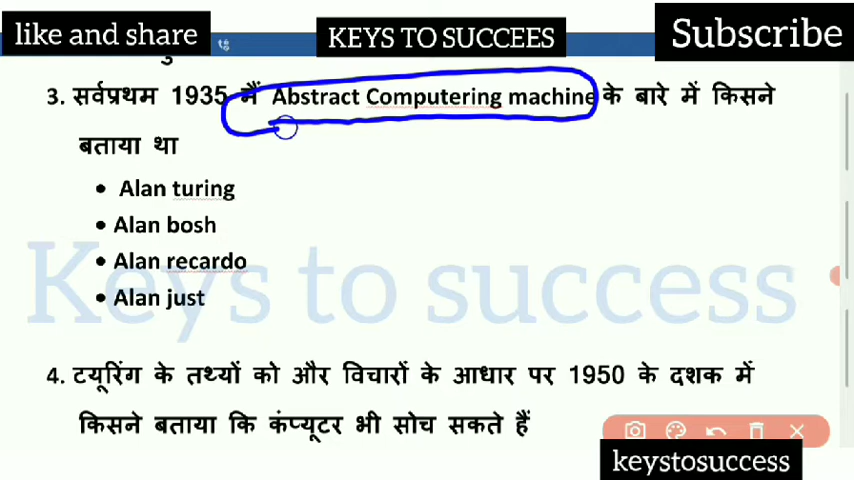 like and share
KEYS TO SUCCEES
Subscribe
3. सर्वप्रथम 1935 में Abstract Computering machine के बारे में किसने
बताया था
• Alan turing
• Alan bosh
• Alan recardo
• Alan just
Keys to success
4. टयूरिंग के तथ्यों को और विचारों के आधार पर 1950 के दशक में
किसने बताया कि कंप्यूटर भी सोच सकते हैं
keystosuccess